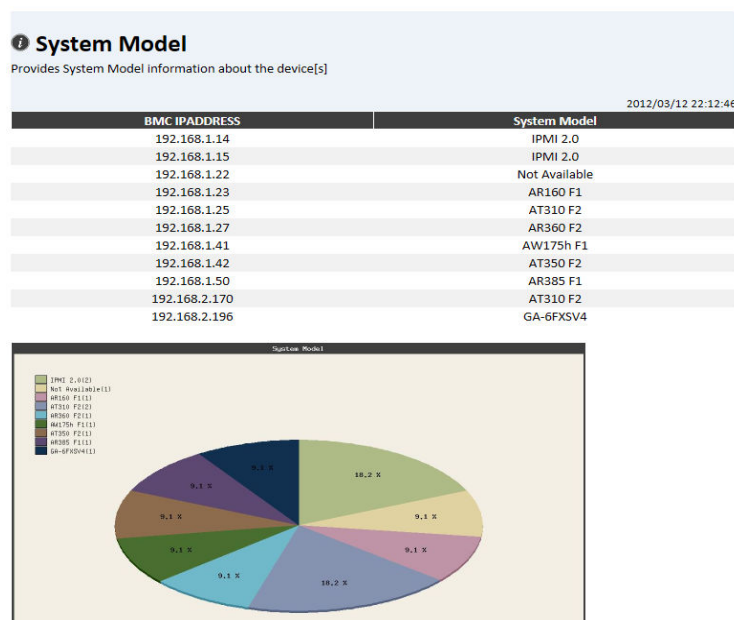 System Model
Provides System Model information about the device[s]
2012/03/12 22:12:46
BMC IPADDRESS System Model
192.168.1.14 IPMI 2.0
192.168.1.15 IPMI 2.0
192.168.1.22 Not Available
192.168.1.23 AR160 F1
192.168.1.25 AT310 F2
192.168.1.27 AR360 F2
192.168.1.41 AW175h F1
192.168.1.42 AT350 F2
192.168.1.50 AR385 F1
192.168.2.170 AT310 F2
192.168.2.196 GA-6FXSV4
System Model
IPMI 2.0(2)
Not Available(1)
AR160 F1(1)
AT310 F2(2)
AR360 F2(1)
AW175h F1(1)
AT350 F2(1)
AR385 F1(1)
GA-6FXSV4(1)
9.1 %
18.2 %
9.1 %
9.1 %
9.1 %
9.1 %
9.1 %
9.1 %
18.2 %